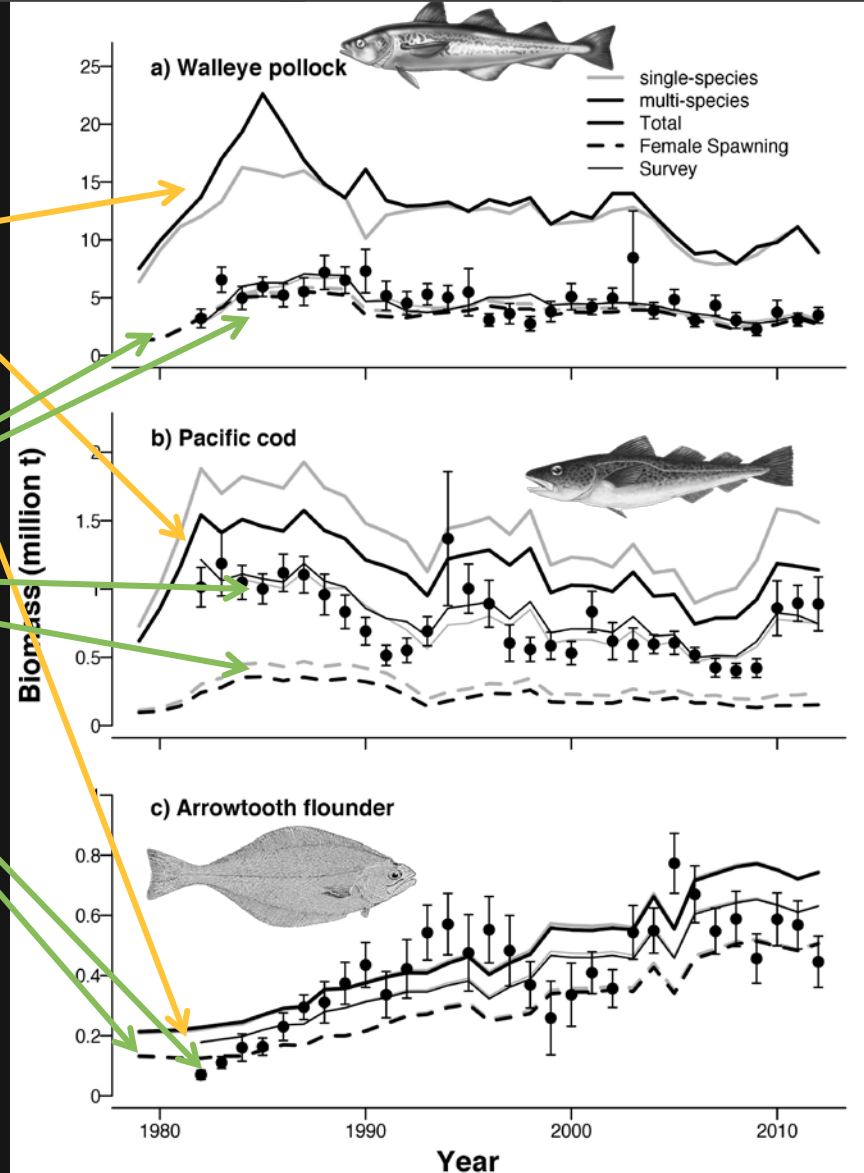 a) Walleye pollock
single-species
multi-species
Total
Female Spawning
Survey
25
20
15
10
5
0
b) Pacific cod
2
1.5
1
0.5
0
Biomass (million t)
c) Arrowtooth flounder
1
0.8
0.6
0.4
0.2
0
1980 1990 2000 2010
Year